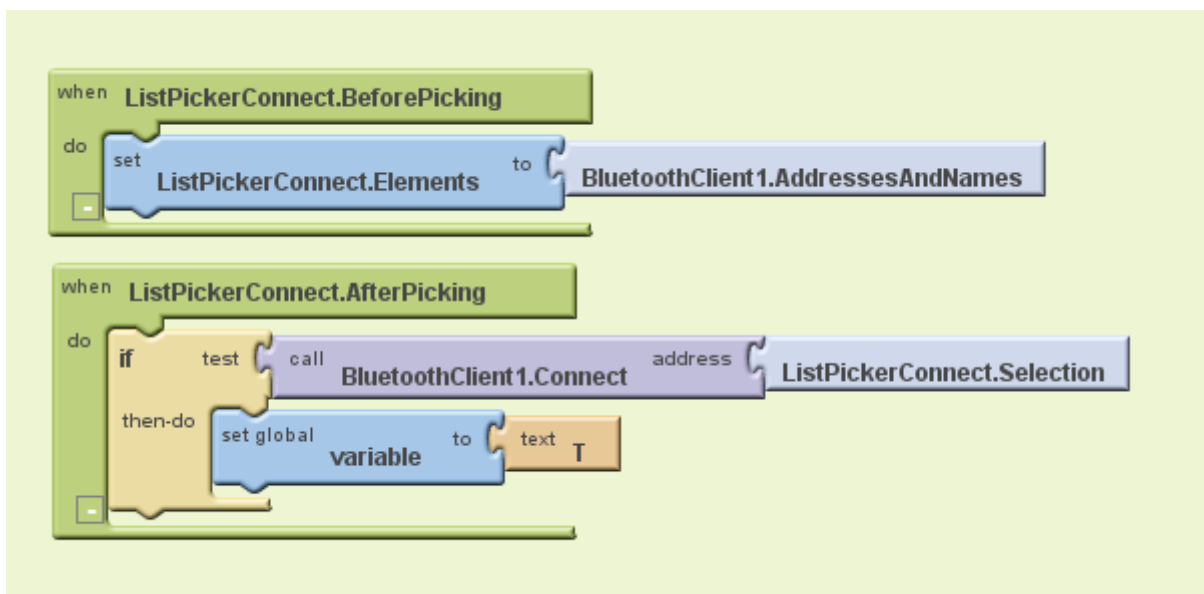 when ListPickerConnect.BeforePicking
do set ListPickerConnect.Elements to BluetoothClient1.AddressesAndNames
-
when ListPickerConnect.AfterPicking
do if test call BluetoothClient1.Connect address ListPickerConnect.Selection
then-do set global variable to text T
-